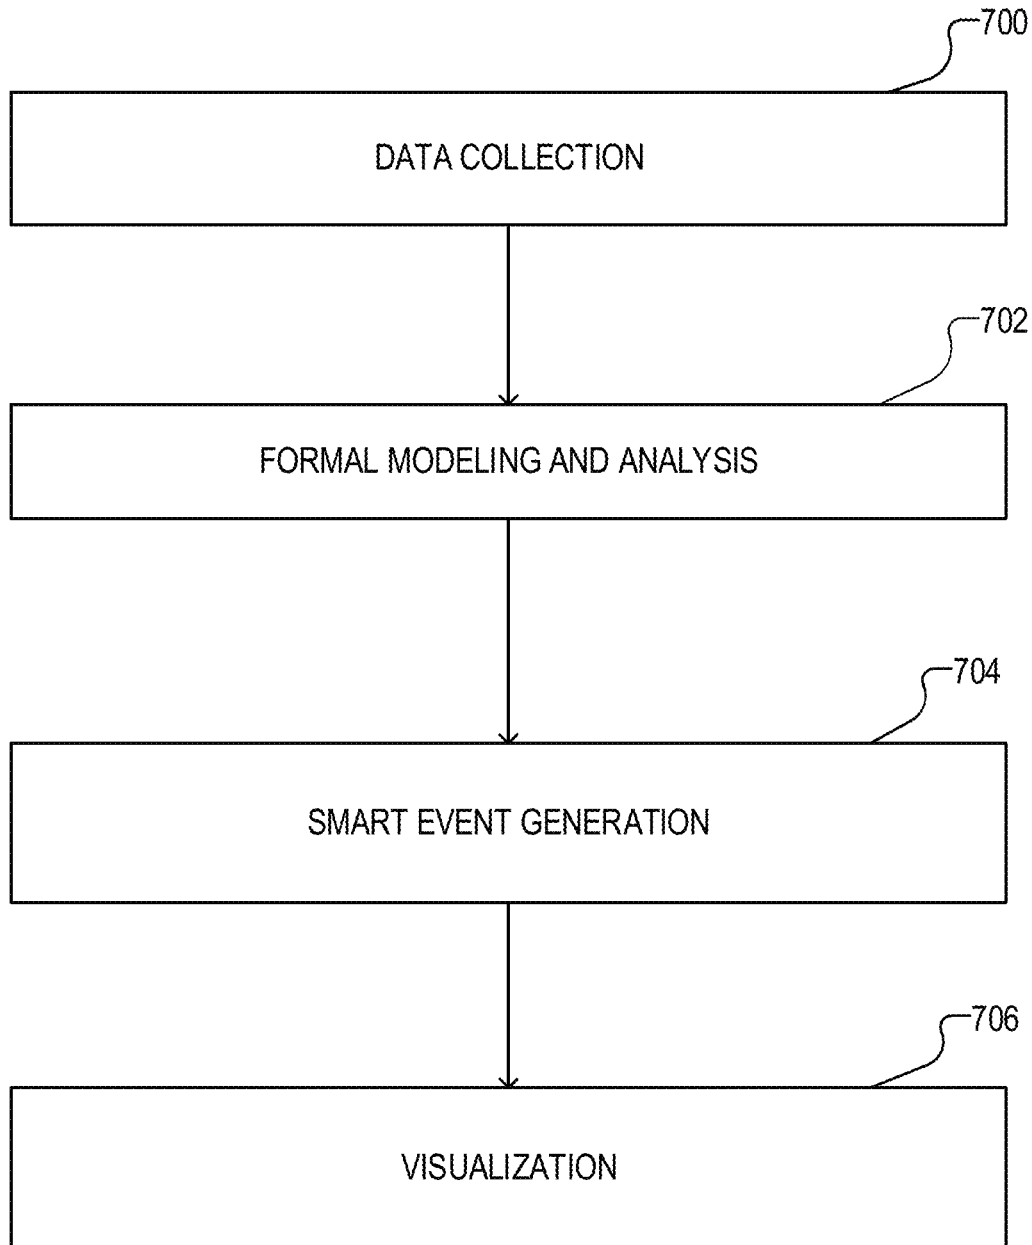 700
DATA COLLECTION
702
FORMAL MODELING AND ANALYSIS
704
SMART EVENT GENERATION
706
VISUALIZATION